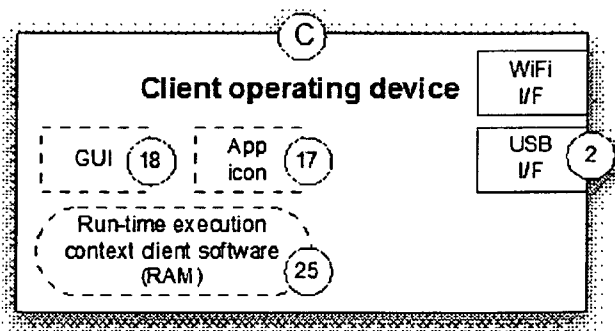 C
Client operating device
WiFi
I/F
USB
I/F
2
GUI
18
App
icon
17
Run-time execution
context client software
(RAM)
25